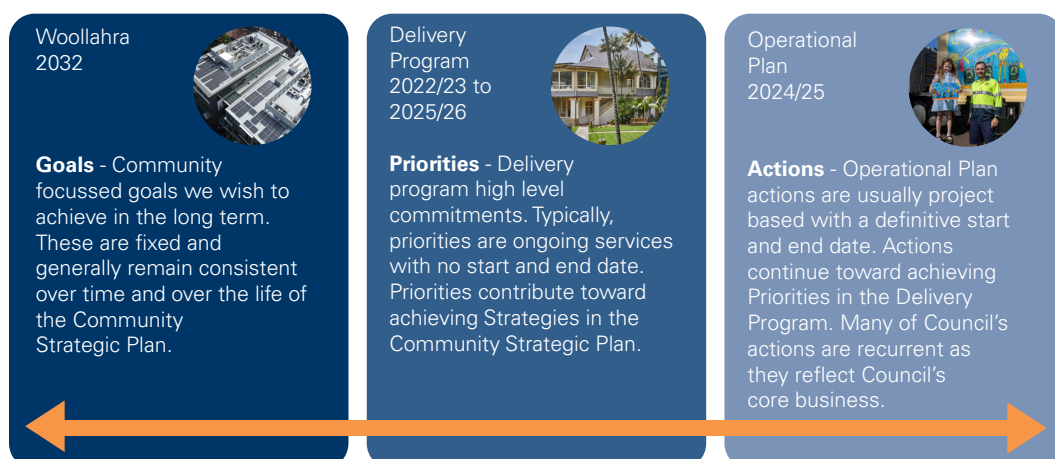 Woollahra
2032
Goals - Community
focussed goals we wish to
achieve in the long term.
These are fixed and
generally remain consistent
over time and over the life of
the Community
Strategic Plan.
Delivery
Program
2022/23 to
2025/26
Priorities - Delivery
program high level
commitments. Typically,
priorities are ongoing services
with no start and end date.
Priorities contribute toward
achieving Strategies in the
Community Strategic Plan.
Operational
Plan
2024/25
Actions - Operational Plan
actions are usually project
based with a definitive start
and end date. Actions
continue toward achieving
Priorities in the Delivery
Program. Many of Council’s
actions are recurrent as
they reflect Council’s
core business.